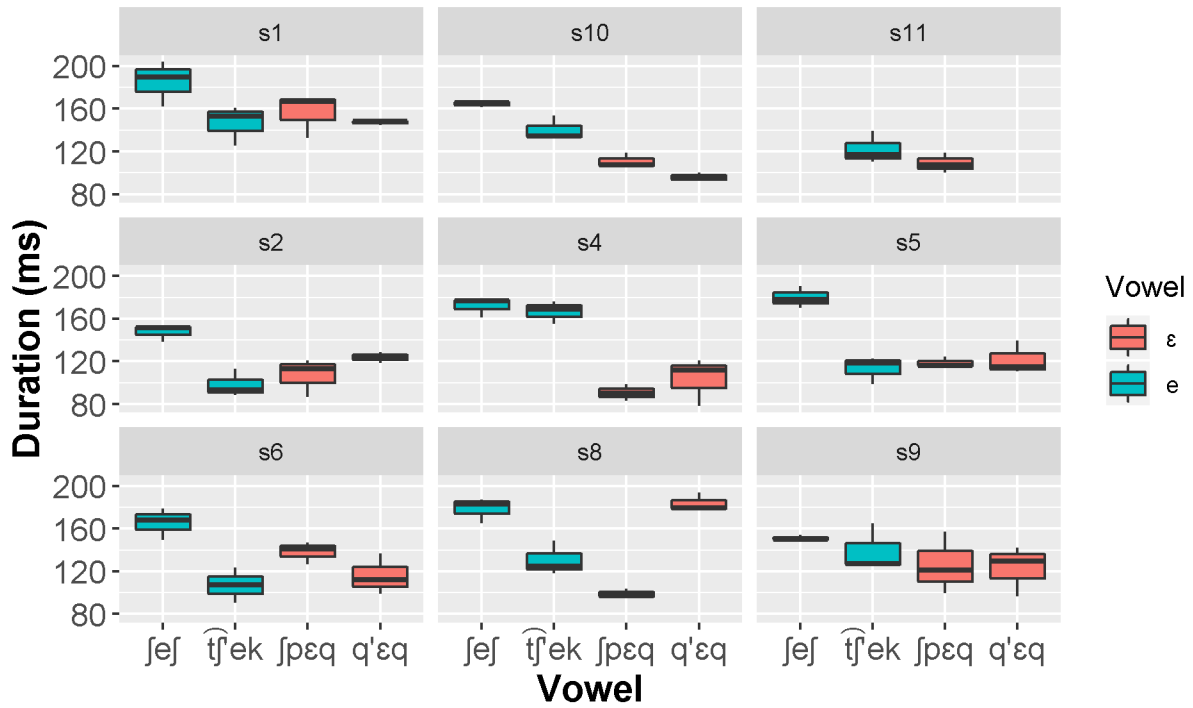 s1 s10 s11
200
160
120
80
s2 s4 s5
200
160
120
80
s6 s8 s9
200
160
120
80
ʃeʃ t͡ʃ'ek ʃpɛq q'ɛq ʃeʃ t͡ʃ'ek ʃpɛq q'ɛq ʃeʃ t͡ʃ'ek ʃpɛq q'ɛq
Vowel
Duration (ms)
Vowel
ɛ
e